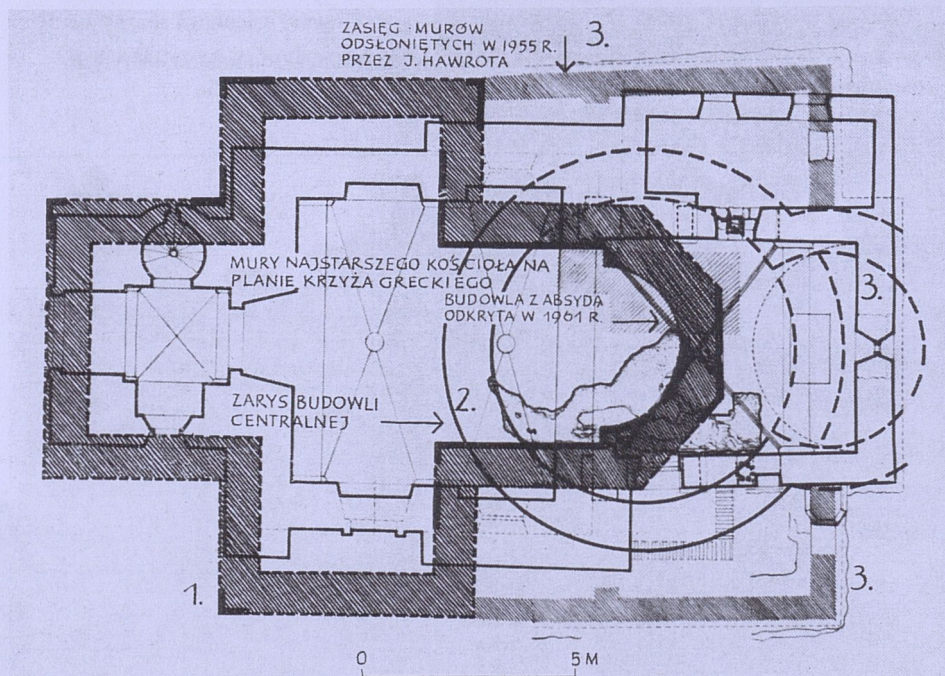 ZASIĘG MURÓW
ODSŁONIĘTYCH W 1955 R.
PRZEZ J. HAWROTA
3.
MURY NAJSTARSZEGO KOŚCIOŁA NA
PLANIE KRZYŻA GRECKIEGO
BUDOWLA Z ABSYDĄ
ODKRYTA W 1961 R.
3.
ZARYS BUDOWLI
CENTRALNEJ
2.
1.
3.
0 5 M